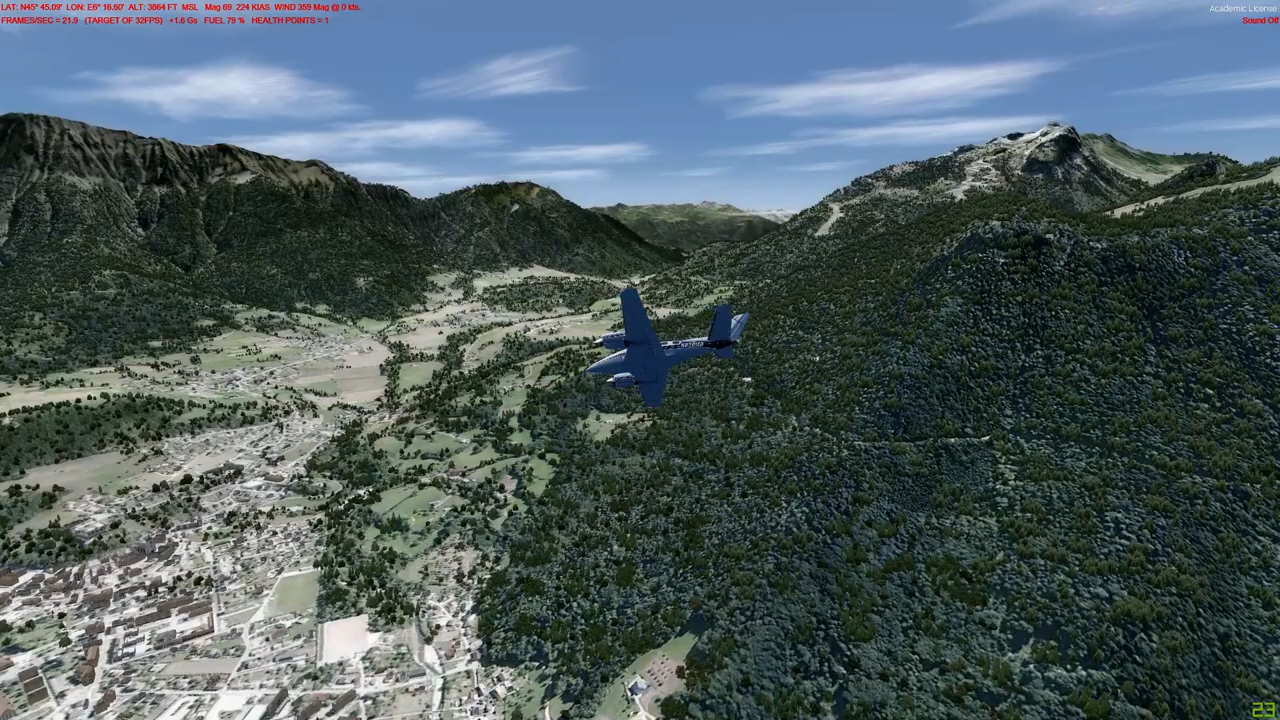 LAT: N45° 45.09'  LON: E6° 16.60'  ALT: 3864 FT  MSL  Mag 69  224 KIAS  WIND 359 Mag @ 0 kts.
Academic License
FRAMES/SEC = 21.9  (TARGET OF 32FPS)  +1.6 Gs  FUEL 79 %  HEALTH POINTS = 1
Sound Off
23